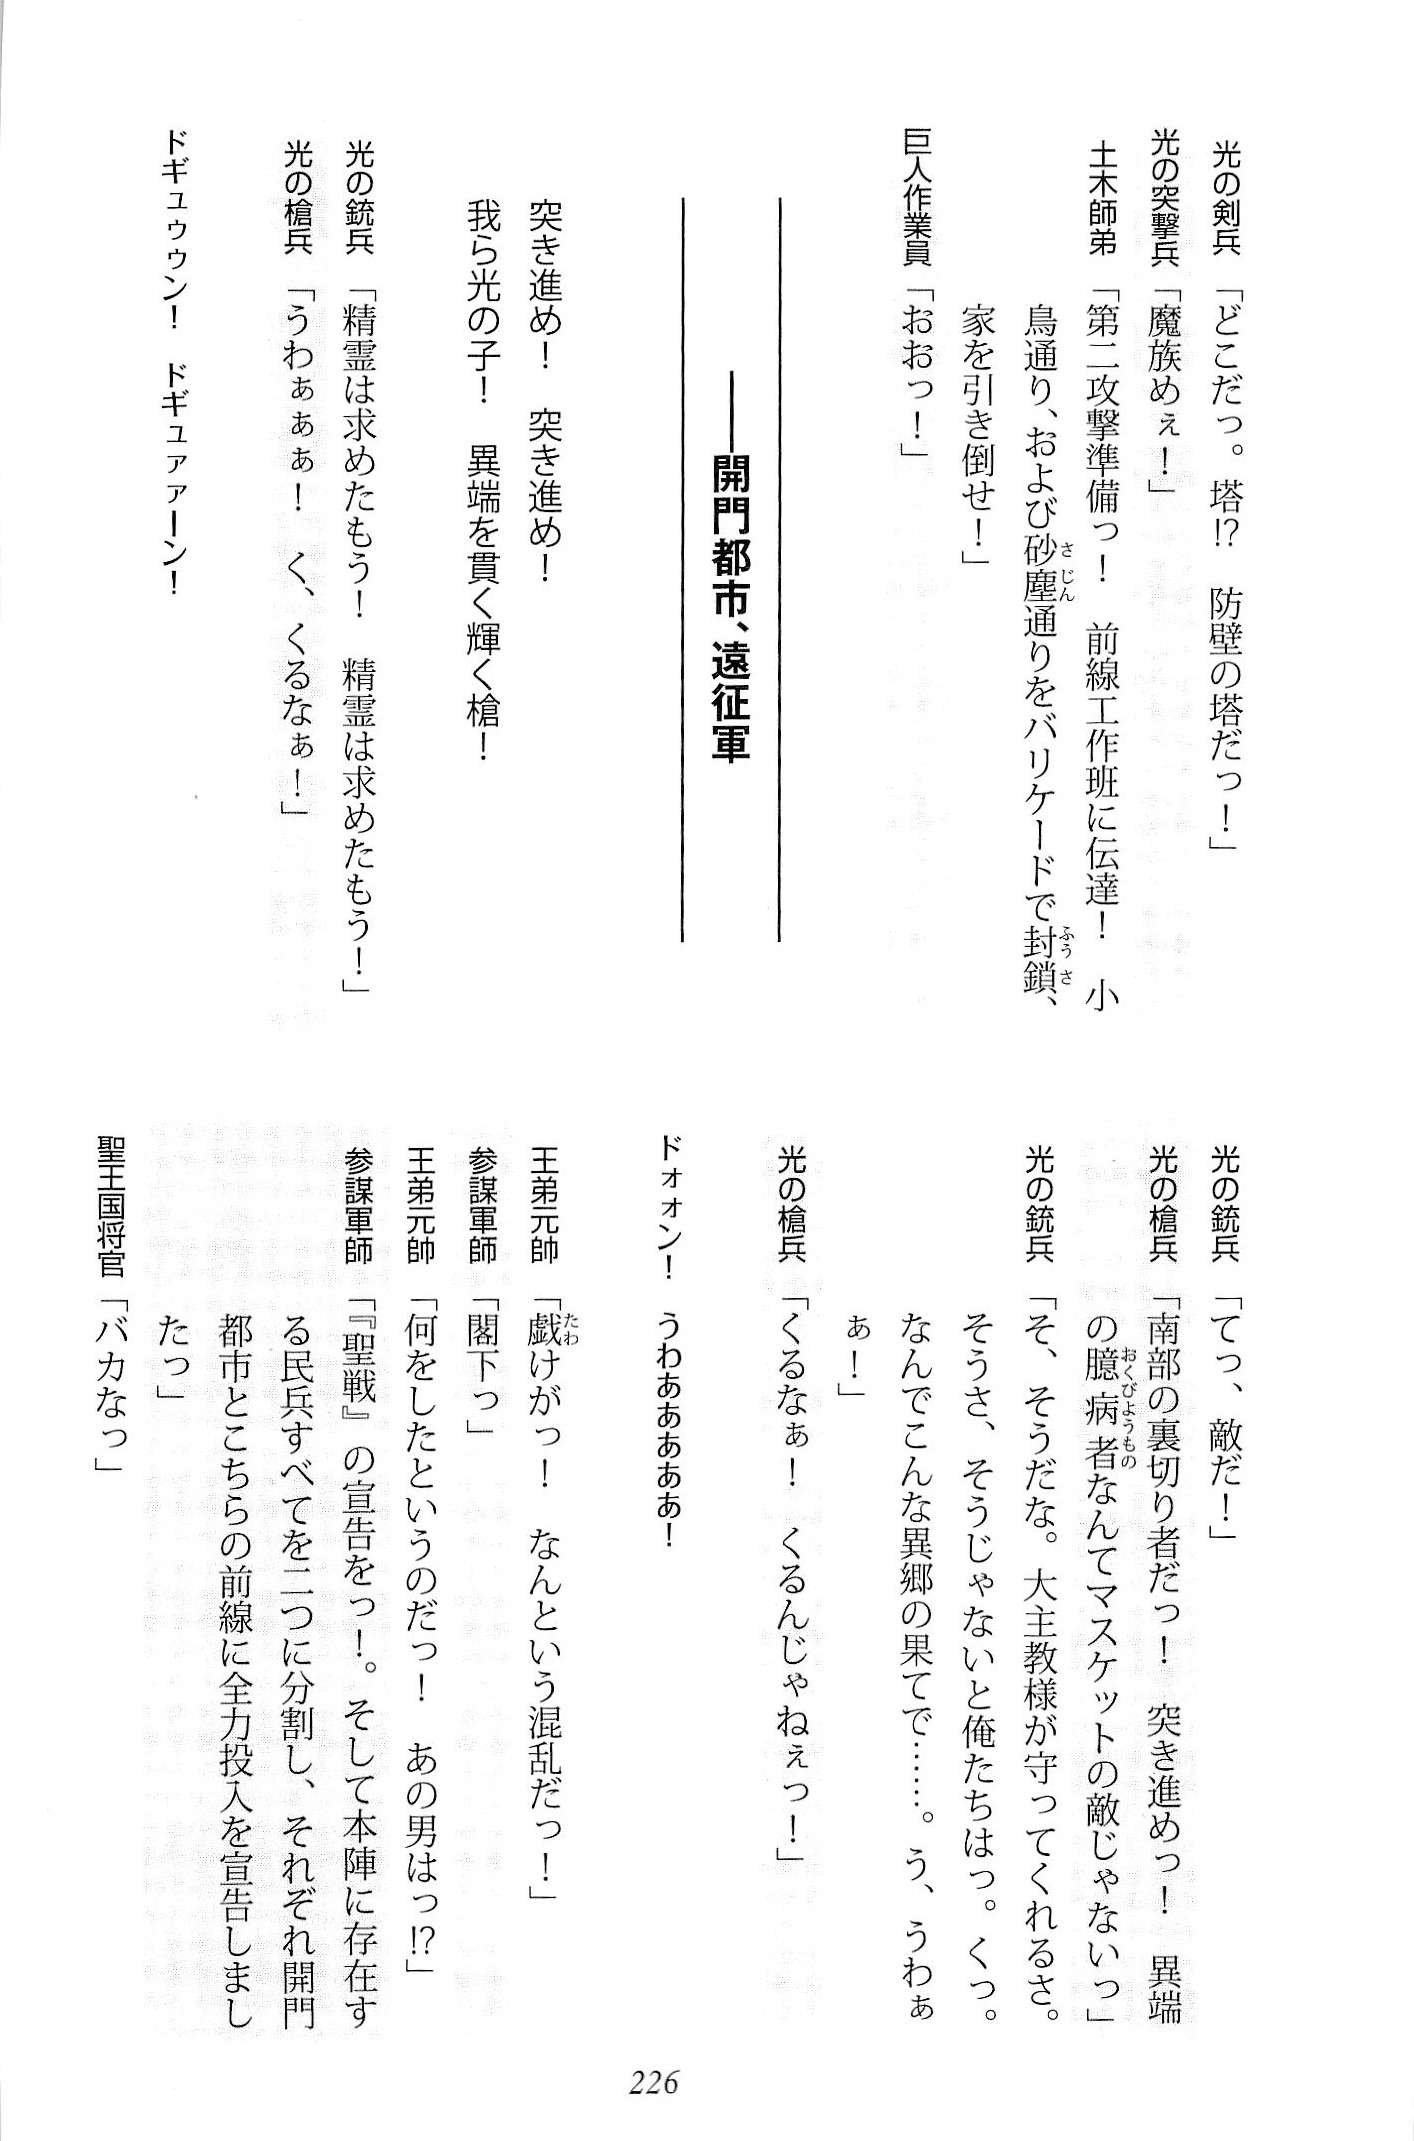 光の剣兵「どこだっ。塔!?　防壁の塔だっ！」
光の突撃兵「魔族めぇ！」
土木師弟「第二攻撃準備っ！　前線工作班に伝達！　小
鳥通り、および砂塵通りをバリケードで封鎖、
家を引き倒せ！」
巨人作業員「おおっ！」
――開門都市、遠征軍
突き進め！　突き進め！
我ら光の子！　異端を貫く輝く槍！
光の銃兵「精霊は求めたもう！　精霊は求めたもう！」
光の槍兵「うわぁぁぁ！　く、くるなぁ！」
ドギュゥゥン！　ドギュァァーン！
光の銃兵「てっ、敵だ！」
光の槍兵「南部の裏切り者だっ！　突き進めっ！　異端
の臆病者なんてマスケットの敵じゃないっ」
光の銃兵「そ、そうだな。大主教様が守ってくれるさ。
そうさ、そうじゃないと俺たちはっ。くっ。
なんでこんな異郷の果てで……。う、うわぁ
ぁ！」
光の槍兵「くるなぁ！　くるんじゃねぇっ！」
ドォォン！　うわああああぁ！
王弟元帥「戯けがっ！　なんという混乱だっ！」
参謀軍師「閣下っ」
王弟元帥「何をしたというのだっ！　あの男はっ!?」
参謀軍師「『聖戦』の宣告をっ！。そして本陣に存在す
る民兵すべてを二つに分割し、それぞれ開門
都市とこちらの前線に全力投入を宣告しまし
たっ」
聖王国将官「バカなっ」
226